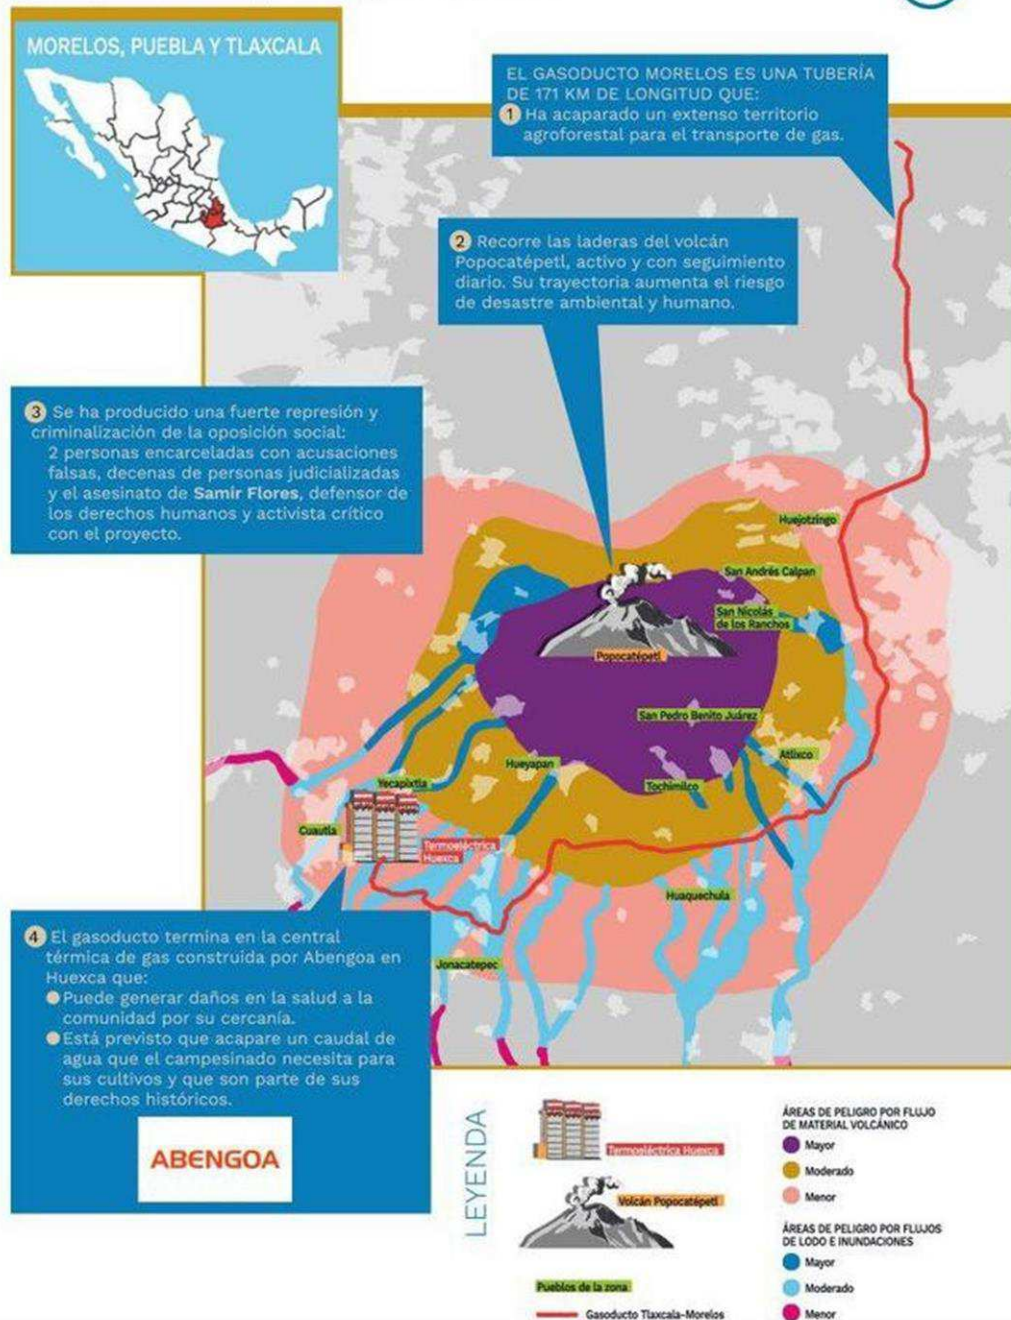 MORELOS, PUEBLA Y TLAXCALA
EL GASODUCTO MORELOS ES UNA TUBERÍA
DE 171 KM DE LONGITUD QUE:
1 Ha acaparado un extenso territorio
agroforestal para el transporte de gas.
2 Recorre las laderas del volcán
Popocatépetl, activo y con seguimiento
diario. Su trayectoria aumenta el riesgo
de desastre ambiental y humano.
3 Se ha producido una fuerte represión y
criminalización de la oposición social:
2 personas encarceladas con acusaciones
falsas, decenas de personas judicializadas
y el asesinato de Samir Flores, defensor de
los derechos humanos y activista crítico
con el proyecto.
Huejotzingo
San Andrés Calpan
San Nicolás
de los Ranchos
Popocatépetl
San Pedro Benito Juárez
Atlixco
Hueyapan
Tochimilco
Yecapixtla
Cuautla
Termoeléctrica
Huexca
Huaquechula
Jonacatepec
4 El gasoducto termina en la central
térmica de gas construida por Abengoa en
Huexca que:
Puede generar daños en la salud a la
comunidad por su cercanía.
Está previsto que acapare un caudal de
agua que el campesinado necesita para
sus cultivos y que son parte de sus
derechos históricos.
ABENGOA
LEYENDA
Termoeléctrica Huexca
Volcán Popocatépetl
Pueblos de la zona
Gasoducto Tlaxcala-Morelos
ÁREAS DE PELIGRO POR FLUJO
DE MATERIAL VOLCÁNICO
Mayor
Moderado
Menor
ÁREAS DE PELIGRO POR FLUJOS
DE LODO E INUNDACIONES
Mayor
Moderado
Menor